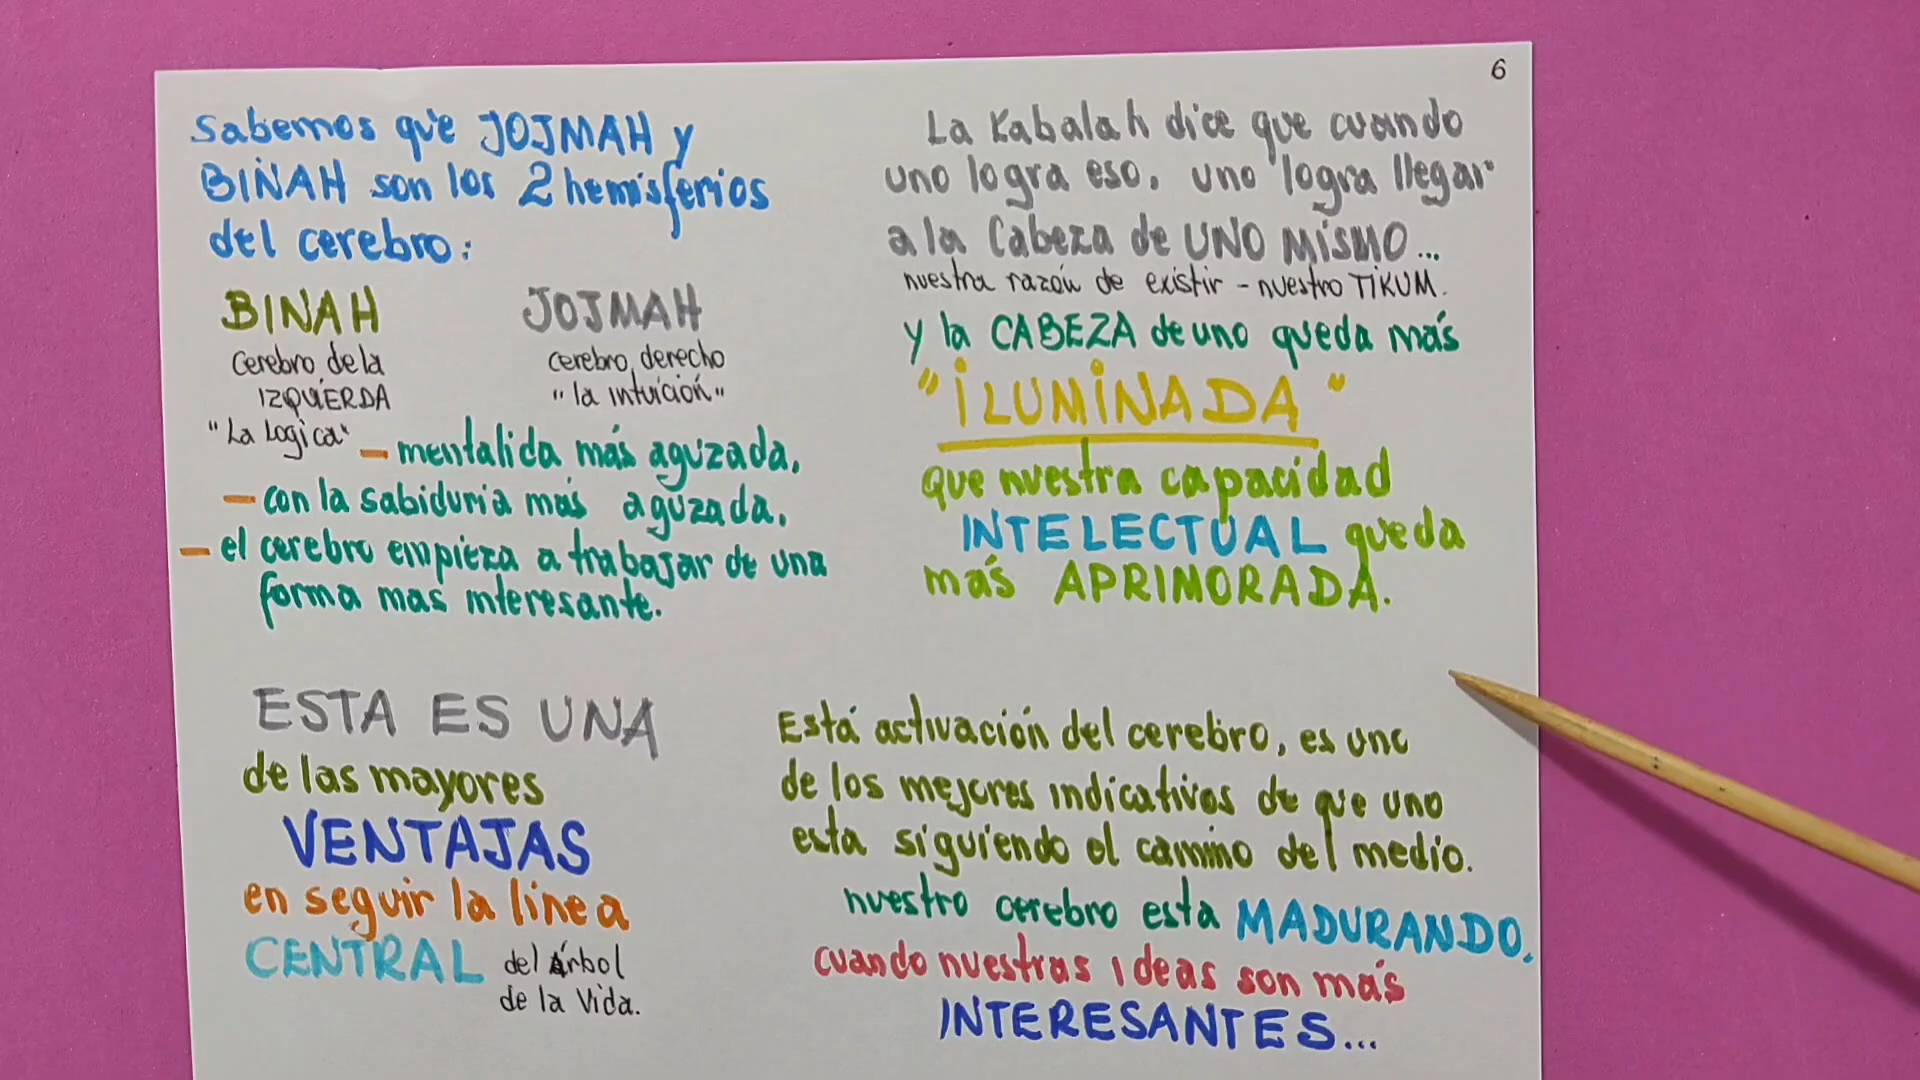 6
Sabemos que JOJMAH y
BINAH son los 2 hemisferios
del cerebro:
BINAH
cerebro de la
IZQUIERDA
"La Logica"
JOJMAH
cerebro derecho
"la intuición"
- mentalida más aguzada,
- con la sabiduria más aguzada,
- el cerebro empieza a trabajar de una
forma mas interesante.
La Kabalah dice que cuando
uno logra eso, uno logra llegar
a la Cabeza de UNO MISMO...
nuestra razón de existir - nuestro TIKUM.
y la CABEZA de uno queda más
"ILUMINADA"
que nuestra capacidad
INTELECTUAL queda
más APRIMORADA.
ESTA ES UNA
de las mayores
VENTAJAS
en seguir la linea
CENTRAL del árbol
de la Vida.
Está activación del cerebro, es uno
de los mejores indicativos de que uno
esta siguiendo el camino del medio.
nuestro cerebro esta MADURANDO,
cuando nuestras ideas son más
INTERESANTES...